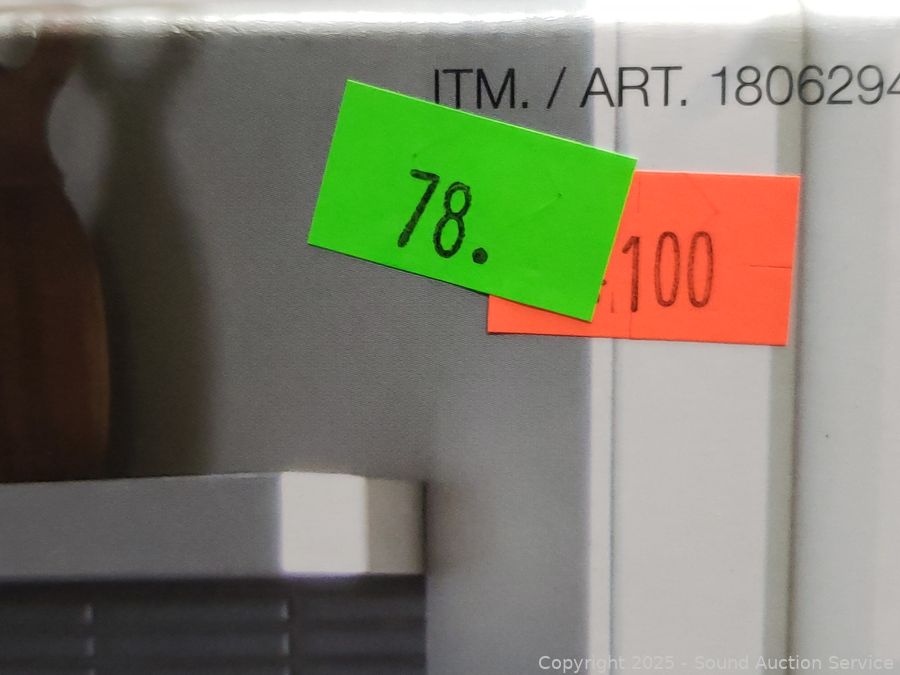 ITM. / ART. 1806294
78.
100
Copyright 2025 - Sound Auction Service